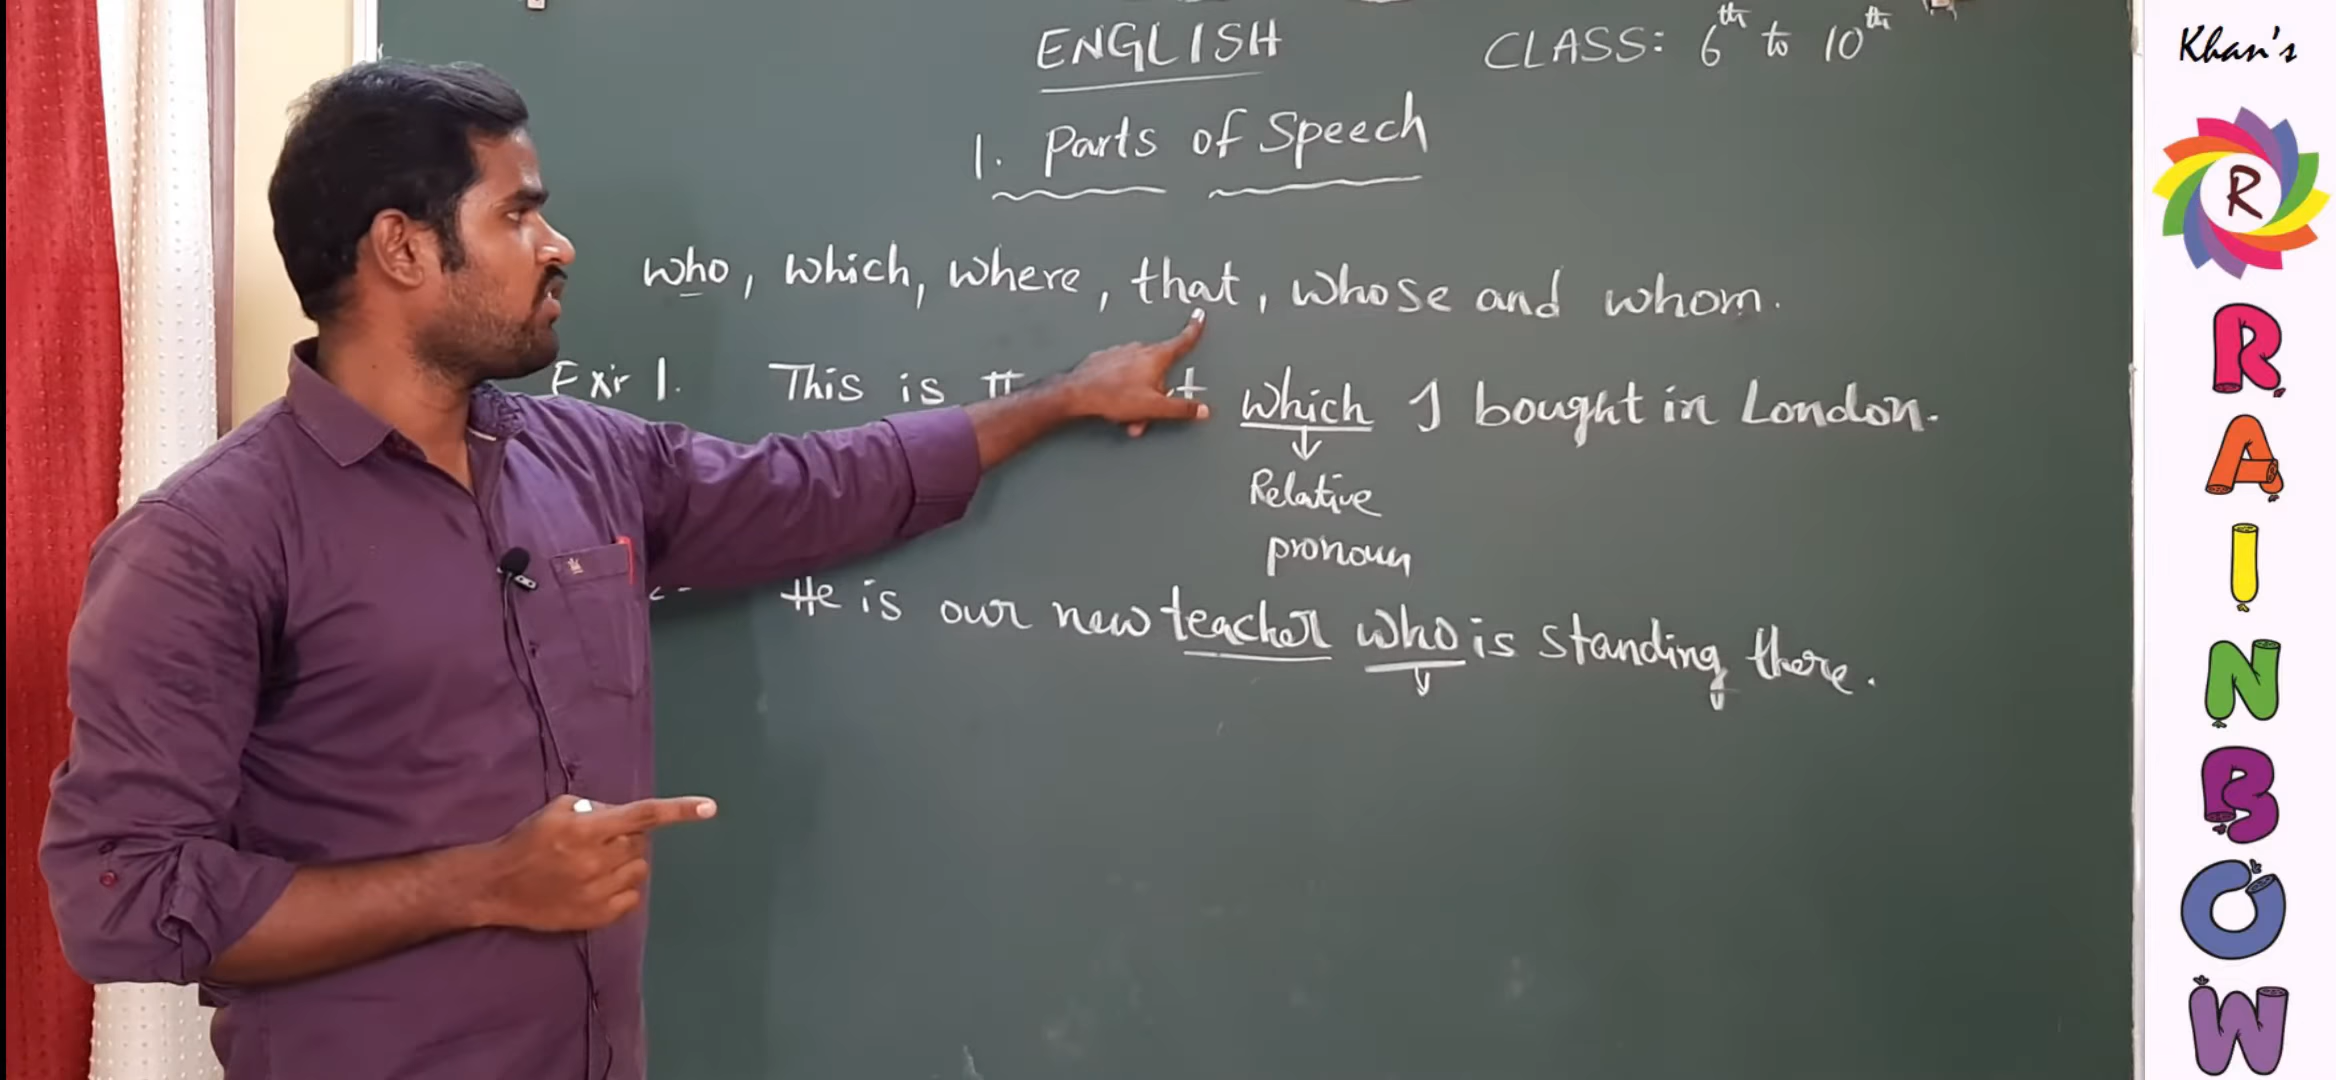 ENGLISH
CLASS: 6th to 10th
1. Parts of Speech
who, which, where, that, whose and whom.
Ex:- 1. This is which I bought in London.
Relative
pronoun
He is our new teacher who is standing there.
Khan's
R
RAINBOW